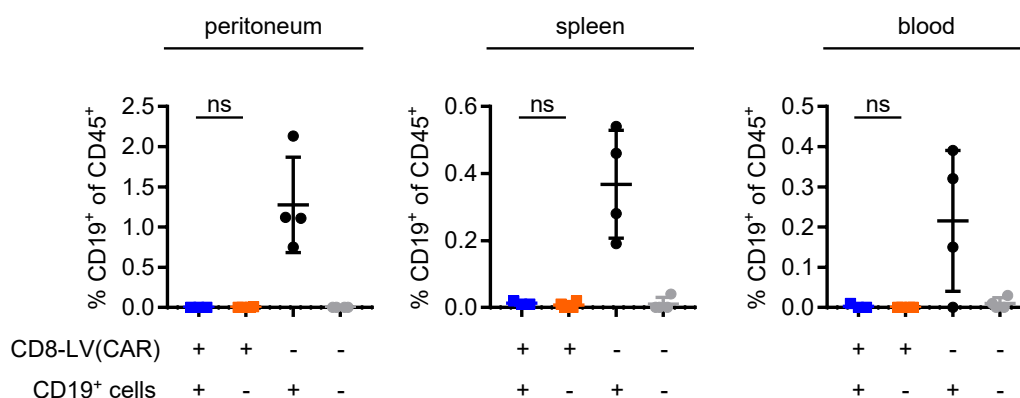 peritoneum
spleen
blood
% CD19⁺ of CD45⁺
2.5
2.0
1.5
1.0
0.5
0.0
ns
% CD19⁺ of CD45⁺
0.6
0.4
0.2
0.0
ns
% CD19⁺ of CD45⁺
0.5
0.4
0.3
0.2
0.1
0.0
ns
CD8-LV(CAR) + + - - + + - - + + - -
CD19⁺ cells + - + - + - + - + - + -